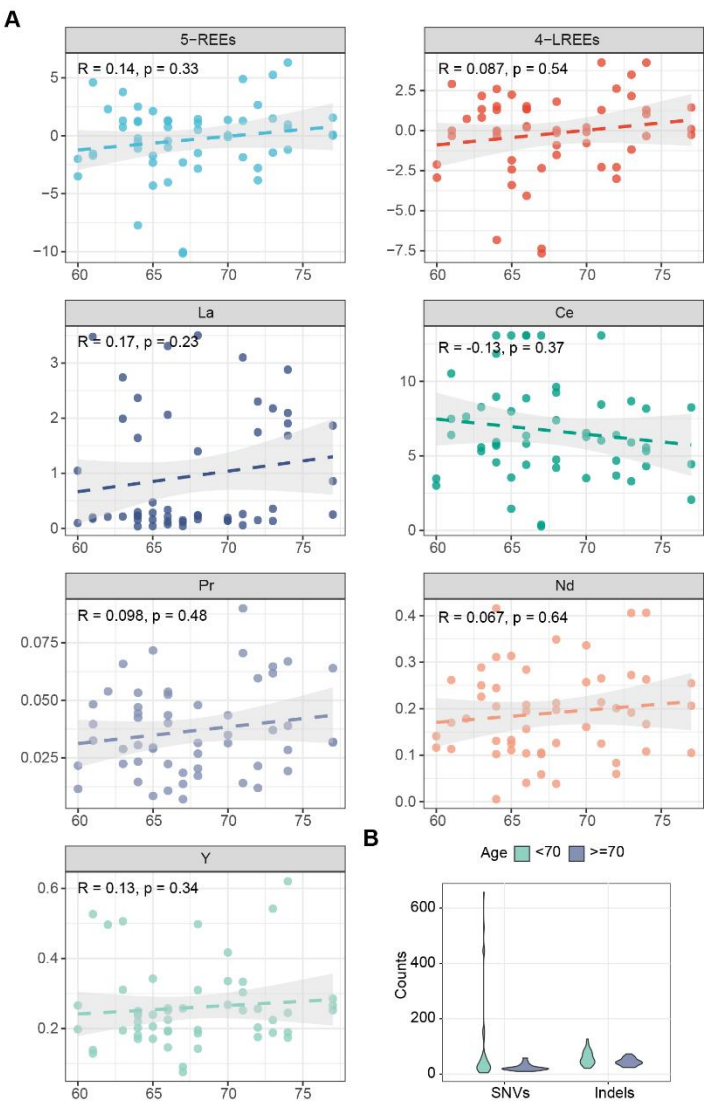 A
5−REEs
R = 0.14, p = 0.33
5
0
−5
−10
60 65 70 75
4−LREEs
R = 0.087, p = 0.54
2.5
0.0
−2.5
−5.0
−7.5
60 65 70 75
La
R = 0.17, p = 0.23
3
2
1
0
60 65 70 75
Ce
R = -0.13, p = 0.37
10
5
0
60 65 70 75
Pr
R = 0.098, p = 0.48
0.075
0.050
0.025
60 65 70 75
Nd
R = 0.067, p = 0.64
0.4
0.3
0.2
0.1
0.0
60 65 70 75
Y
R = 0.13, p = 0.34
0.6
0.4
0.2
60 65 70 75
B
Age <70 >=70
Counts
600
400
200
0
SNVs Indels